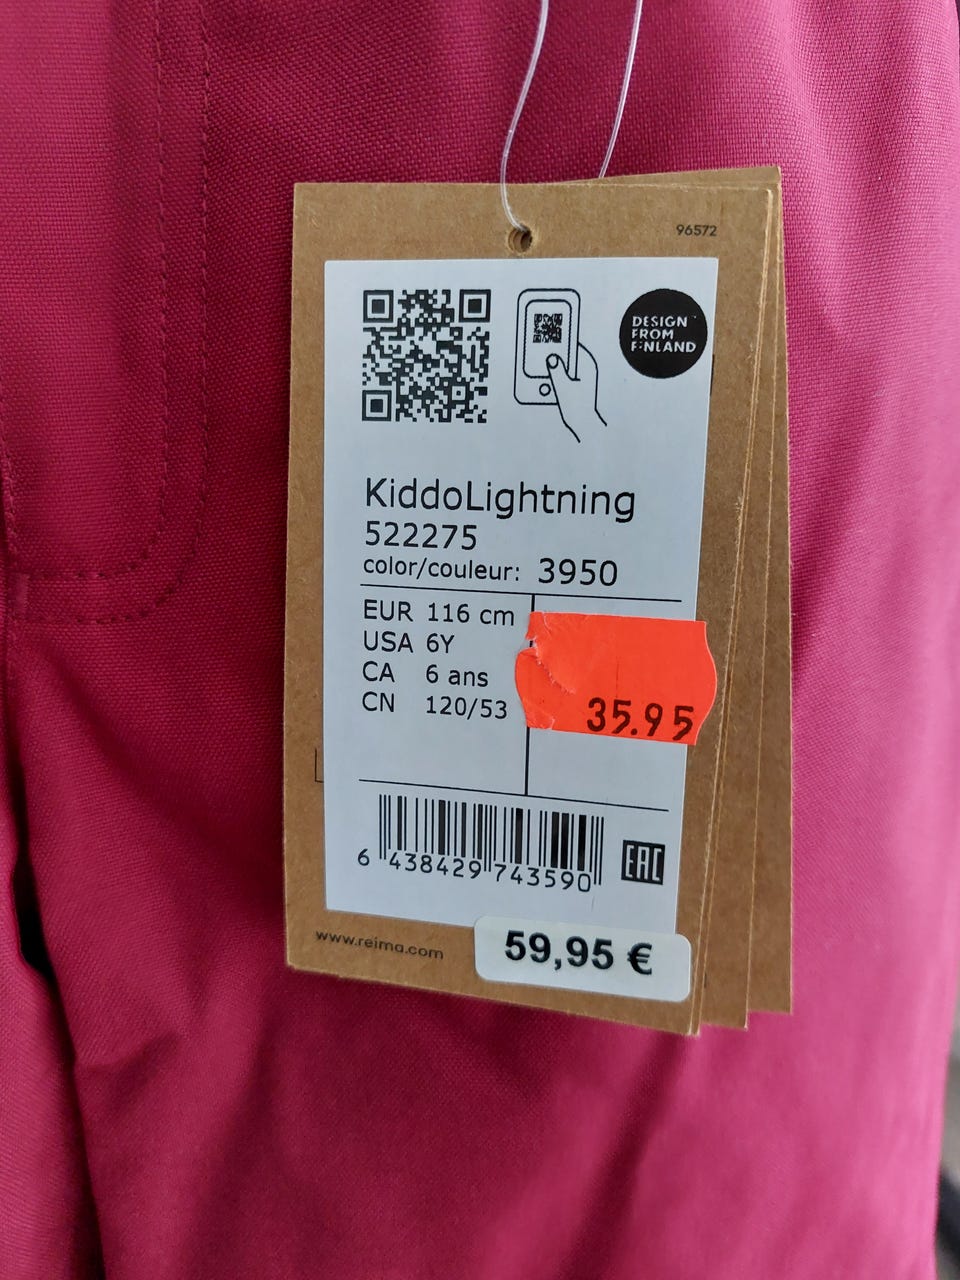 96572
DESIGN
FROM
FINLAND
KiddoLightning
522275
color/couleur: 3950
EUR 116 cm
USA 6Y
CA 6 ans
CN 120/53
35.95
6 438429 743590
EAC
www.reima.com
59,95 €